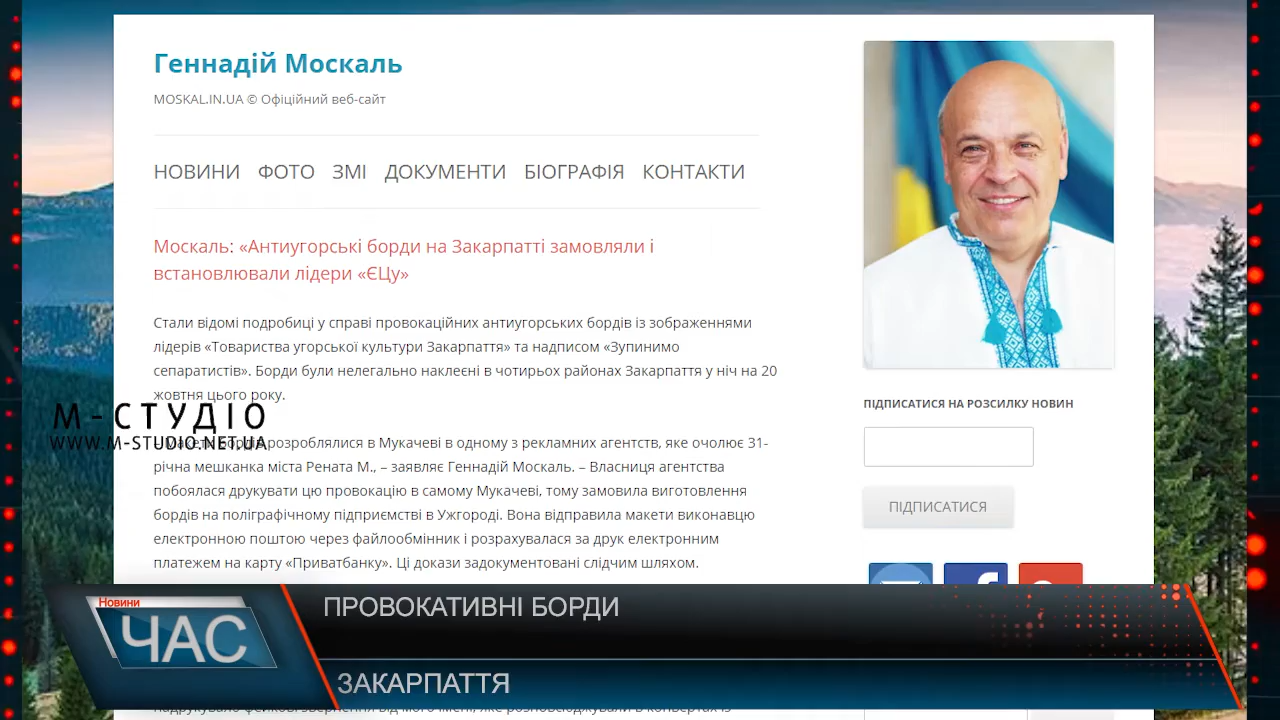 Геннадій Москаль
MOSKAL.IN.UA © Офіційний веб-сайт
НОВИНИ ФОТО ЗМІ ДОКУМЕНТИ БІОГРАФІЯ КОНТАКТИ
Москаль: «Антиугорські борди на Закарпатті замовляли і
встановлювали лідери «ЄЦу»
Стали відомі подробиці у справі провокаційних антиугорських бордів із зображеннями
лідерів «Товариства угорської культури Закарпаття» та надписом «Зупинимо
сепаратистів». Борди були нелегально наклеєні в чотирьох районах Закарпаття у ніч на 20
жовтня цього року.
М-СТУДІО
WWW.M-STUDIO.NET.UA
розроблялися в Мукачеві в одному з рекламних агентств, яке очолює 31-
річна мешканка міста Рената М., – заявляє Геннадій Москаль. – Власниця агентства
побоялася друкувати цю провокацію в самому Мукачеві, тому замовила виготовлення
бордів на поліграфічному підприємстві в Ужгороді. Вона відправила макети виконавцю
електронною поштою через файлообмінник і розрахувалася за друк електронним
платежем на карту «Приватбанку». Ці докази задокументовані слідчим шляхом.
ПІДПИСАТИСЯ НА РОЗСИЛКУ НОВИН
ПІДПИСАТИСЯ
Новини
ЧАС
ПРОВОКАТИВНІ БОРДИ
ЗАКАРПАТТЯ